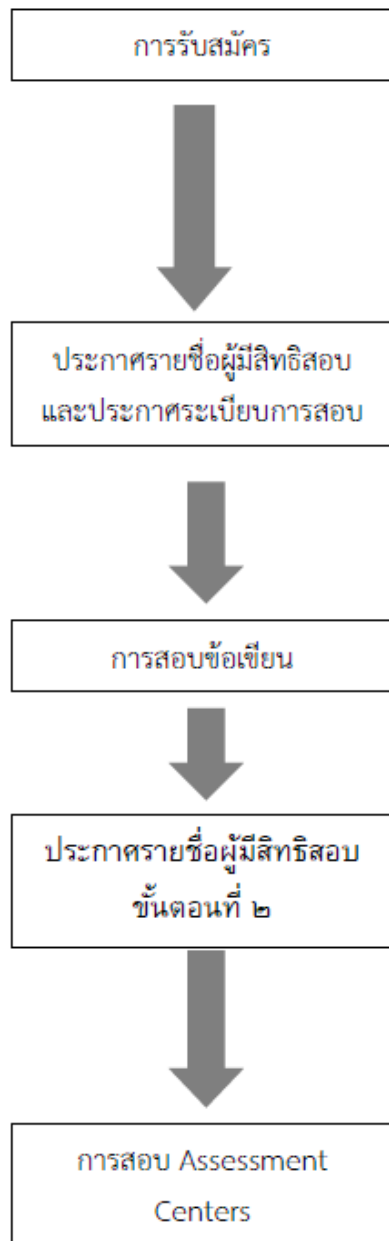 การรับสมัคร
ประกาศรายชื่อผู้มีสิทธิสอบ
และประกาศระเบียบการสอบ
การสอบข้อเขียน
ประกาศรายชื่อผู้มีสิทธิสอบ
ขั้นตอนที่ ๒
การสอบ Assessment
Centers